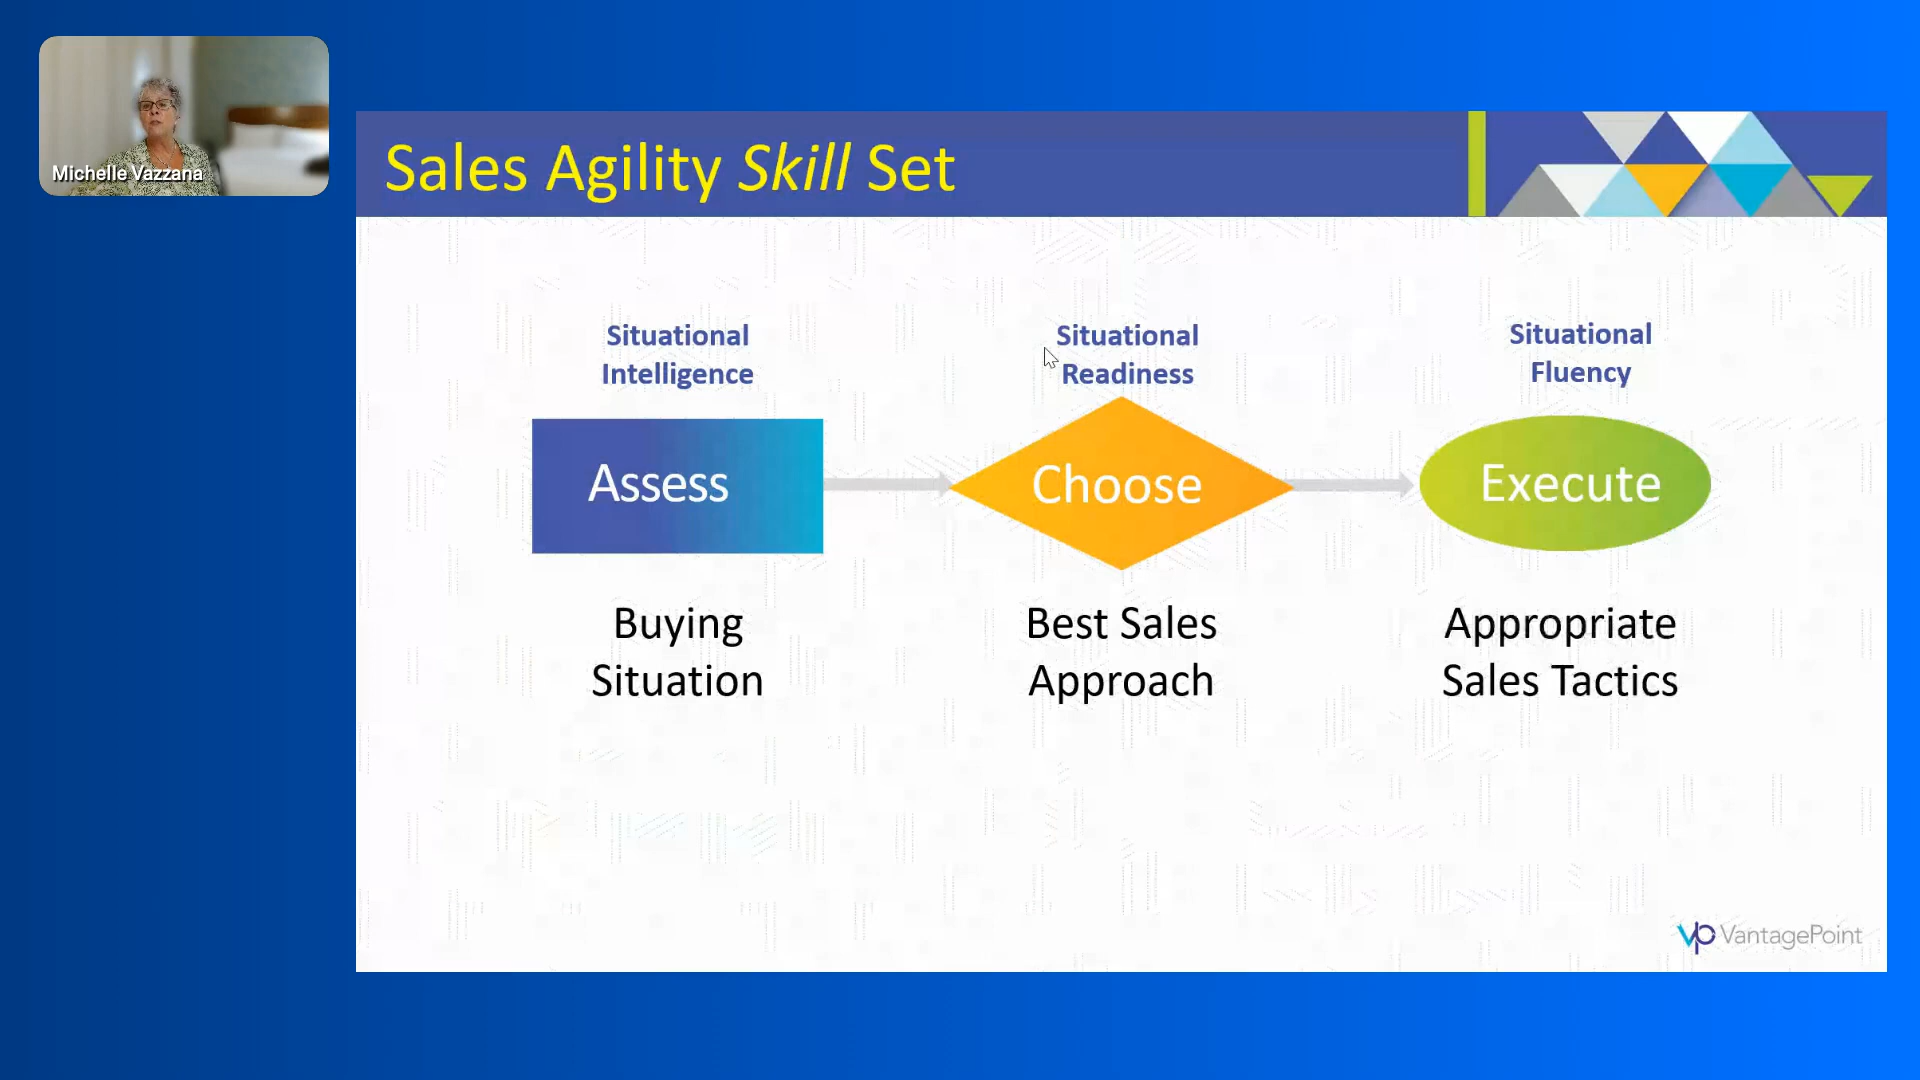 Michelle Vazzana
Sales Agility Skill Set
Situational
Intelligence
Situational
Readiness
Situational
Fluency
Assess
Choose
Execute
Buying
Situation
Best Sales
Approach
Appropriate
Sales Tactics
VP VantagePoint